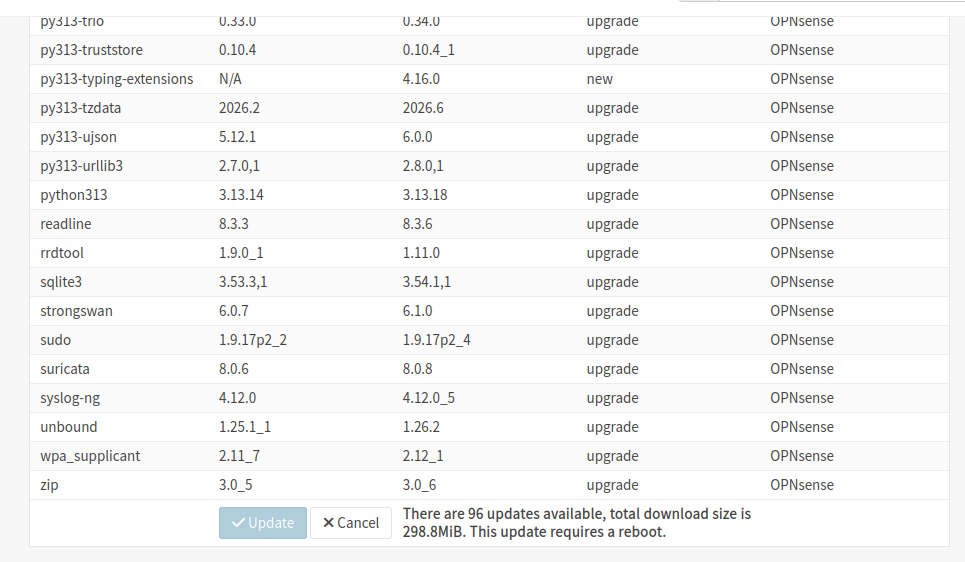 py313-trio 0.33.0 0.34.0 upgrade OPNsense
py313-truststore 0.10.4 0.10.4_1 upgrade OPNsense
py313-typing-extensions N/A 4.16.0 new OPNsense
py313-tzdata 2026.2 2026.6 upgrade OPNsense
py313-ujson 5.12.1 6.0.0 upgrade OPNsense
py313-urllib3 2.7.0,1 2.8.0,1 upgrade OPNsense
python313 3.13.14 3.13.18 upgrade OPNsense
readline 8.3.3 8.3.6 upgrade OPNsense
rrdtool 1.9.0_1 1.11.0 upgrade OPNsense
sqlite3 3.53.3,1 3.54.1,1 upgrade OPNsense
strongswan 6.0.7 6.1.0 upgrade OPNsense
sudo 1.9.17p2_2 1.9.17p2_4 upgrade OPNsense
suricata 8.0.6 8.0.8 upgrade OPNsense
syslog-ng 4.12.0 4.12.0_5 upgrade OPNsense
unbound 1.25.1_1 1.26.2 upgrade OPNsense
wpa_supplicant 2.11_7 2.12_1 upgrade OPNsense
zip 3.0_5 3.0_6 upgrade OPNsense
Update Cancel There are 96 updates available, total download size is
298.8MiB. This update requires a reboot.